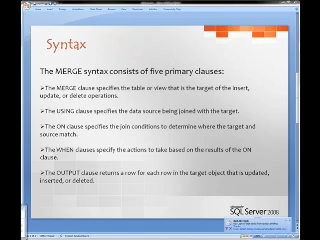 Syntax
The MERGE syntax consists of five primary clauses:
➢The MERGE clause specifies the table or view that is the target of the insert,
update, or delete operations.
➢The USING clause specifies the data source being joined with the target.
➢The ON clause specifies the join conditions to determine where the target and
source match.
➢The WHEN clauses specify the actions to take based on the results of the ON
clause.
➢The OUTPUT clause returns a row for each row in the target object that is updated,
inserted, or deleted.
SQL Server 2008